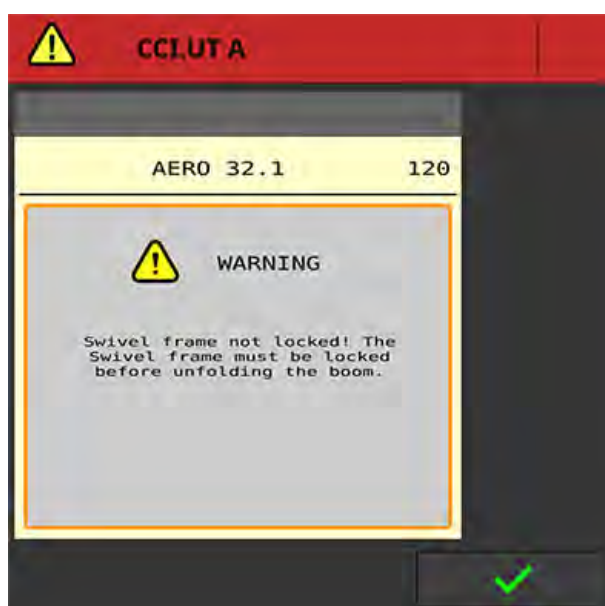 CCI.UT A
AERO 32.1 120
WARNING
Swivel frame not locked! The
Swivel frame must be locked
before unfolding the boom.